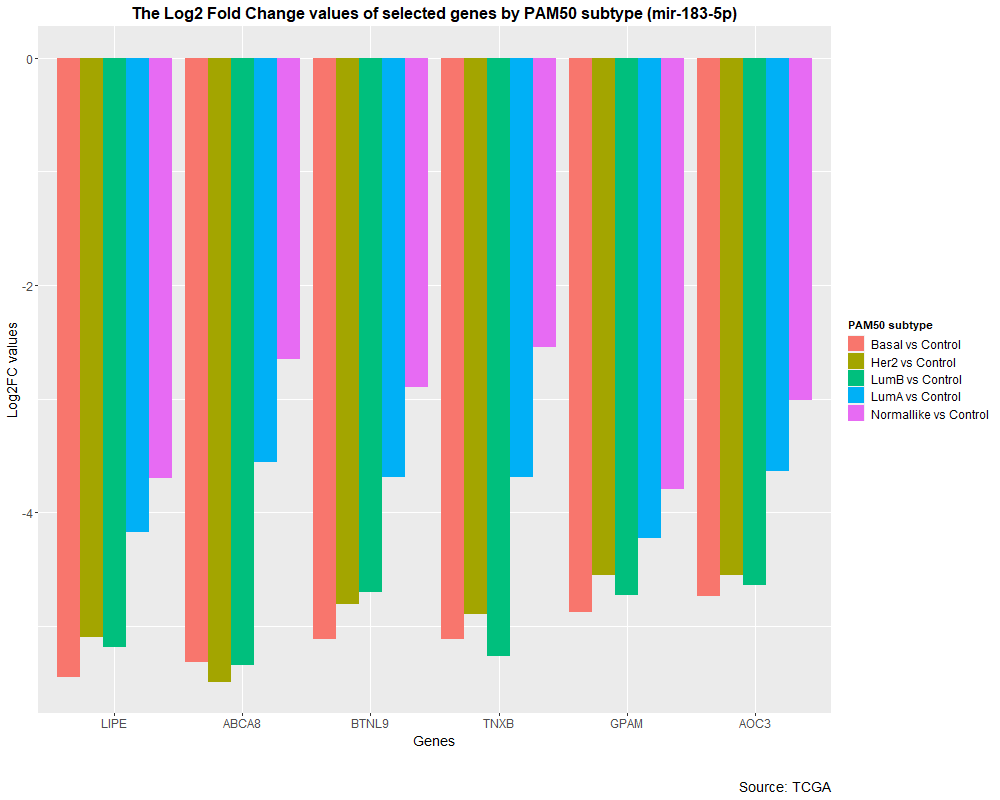 The Log2 Fold Change values of selected genes by PAM50 subtype (mir-183-5p)
0
-2
-4
Log2FC values
LIPE ABCA8 BTNL9 TNXB GPAM AOC3
Genes
PAM50 subtype
Basal vs Control
Her2 vs Control
LumB vs Control
LumA vs Control
Normallike vs Control
Source: TCGA